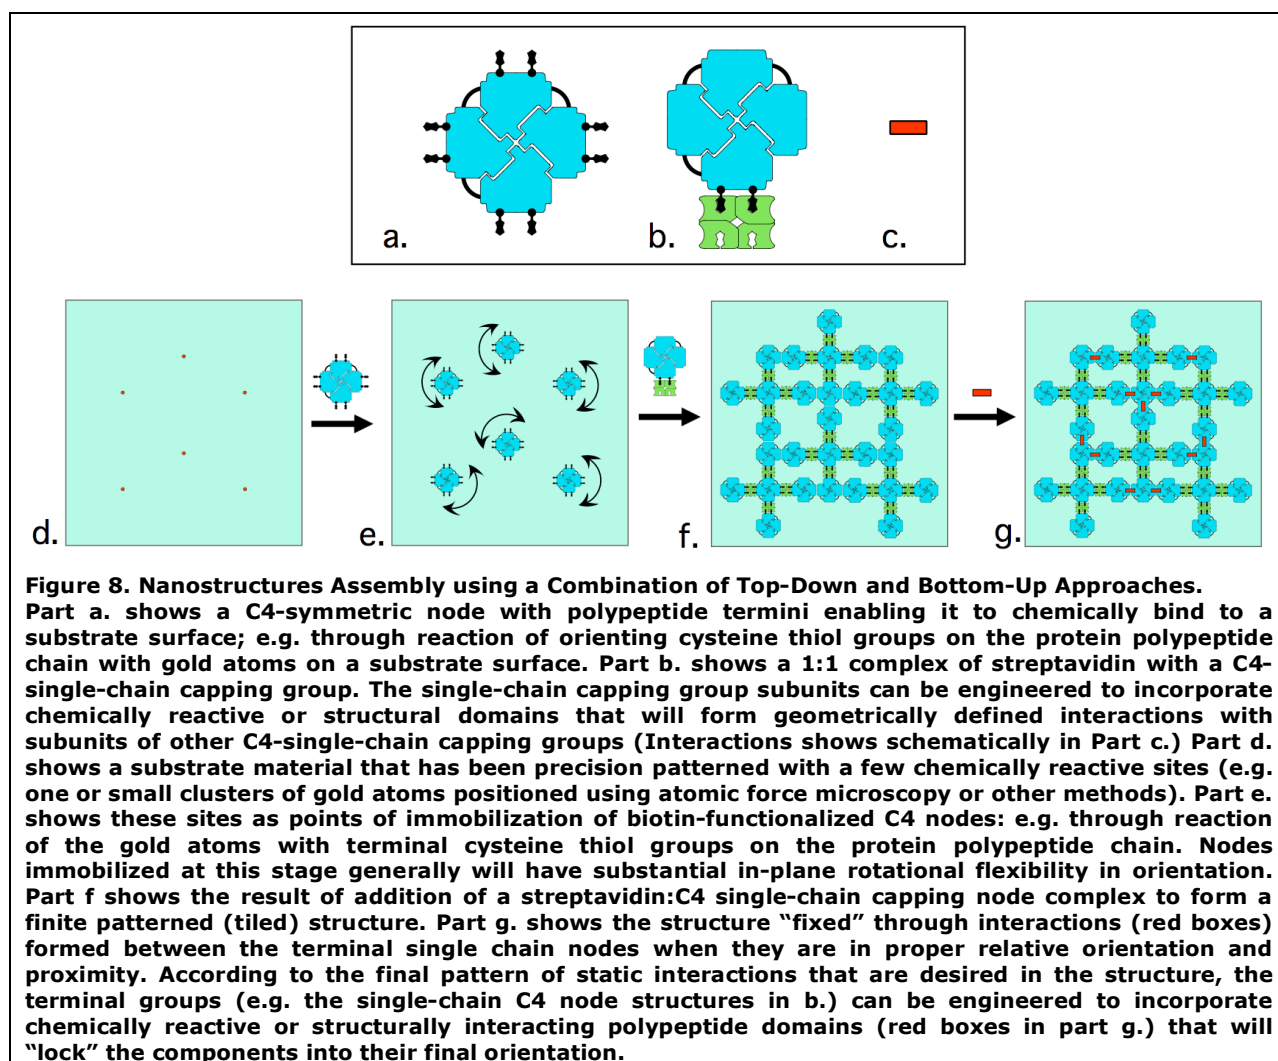 a.
b.
c.
d.
e.
f.
g.
Figure 8. Nanostructures Assembly using a Combination of Top-Down and Bottom-Up Approaches.
Part a. shows a C4-symmetric node with polypeptide termini enabling it to chemically bind to a
substrate surface; e.g. through reaction of orienting cysteine thiol groups on the protein polypeptide
chain with gold atoms on a substrate surface. Part b. shows a 1:1 complex of streptavidin with a C4-
single-chain capping group. The single-chain capping group subunits can be engineered to incorporate
chemically reactive or structural domains that will form geometrically defined interactions with
subunits of other C4-single-chain capping groups (Interactions shows schematically in Part c.) Part d.
shows a substrate material that has been precision patterned with a few chemically reactive sites (e.g.
one or small clusters of gold atoms positioned using atomic force microscopy or other methods). Part e.
shows these sites as points of immobilization of biotin-functionalized C4 nodes: e.g. through reaction
of the gold atoms with terminal cysteine thiol groups on the protein polypeptide chain. Nodes
immobilized at this stage generally will have substantial in-plane rotational flexibility in orientation.
Part f shows the result of addition of a streptavidin:C4 single-chain capping node complex to form a
finite patterned (tiled) structure. Part g. shows the structure “fixed” through interactions (red boxes)
formed between the terminal single chain nodes when they are in proper relative orientation and
proximity. According to the final pattern of static interactions that are desired in the structure, the
terminal groups (e.g. the single-chain C4 node structures in b.) can be engineered to incorporate
chemically reactive or structurally interacting polypeptide domains (red boxes in part g.) that will
“lock” the components into their final orientation.